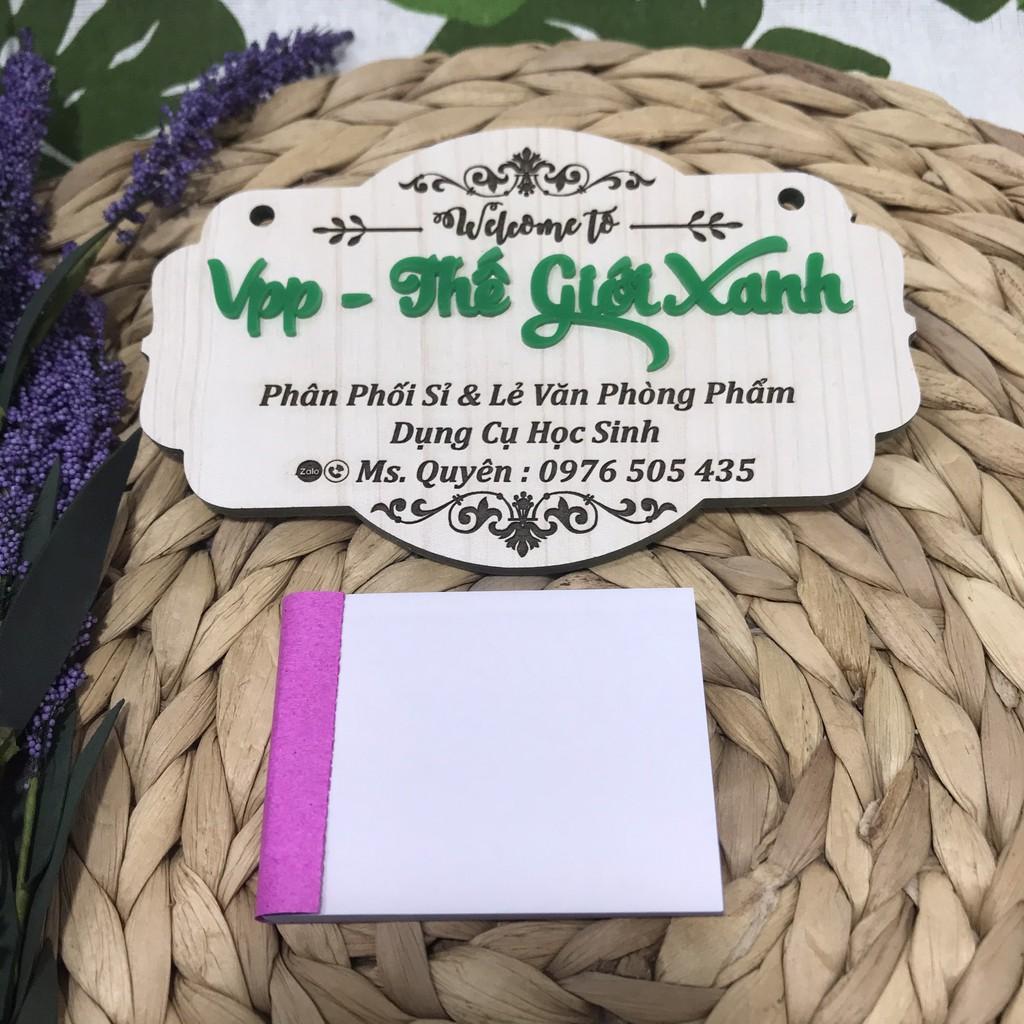 Welcome to
Vpp - Thế Giới Xanh
Phân Phối Sỉ & Lẻ Văn Phòng Phẩm
Dụng Cụ Học Sinh
Zalo Ms. Quyên : 0976 505 435